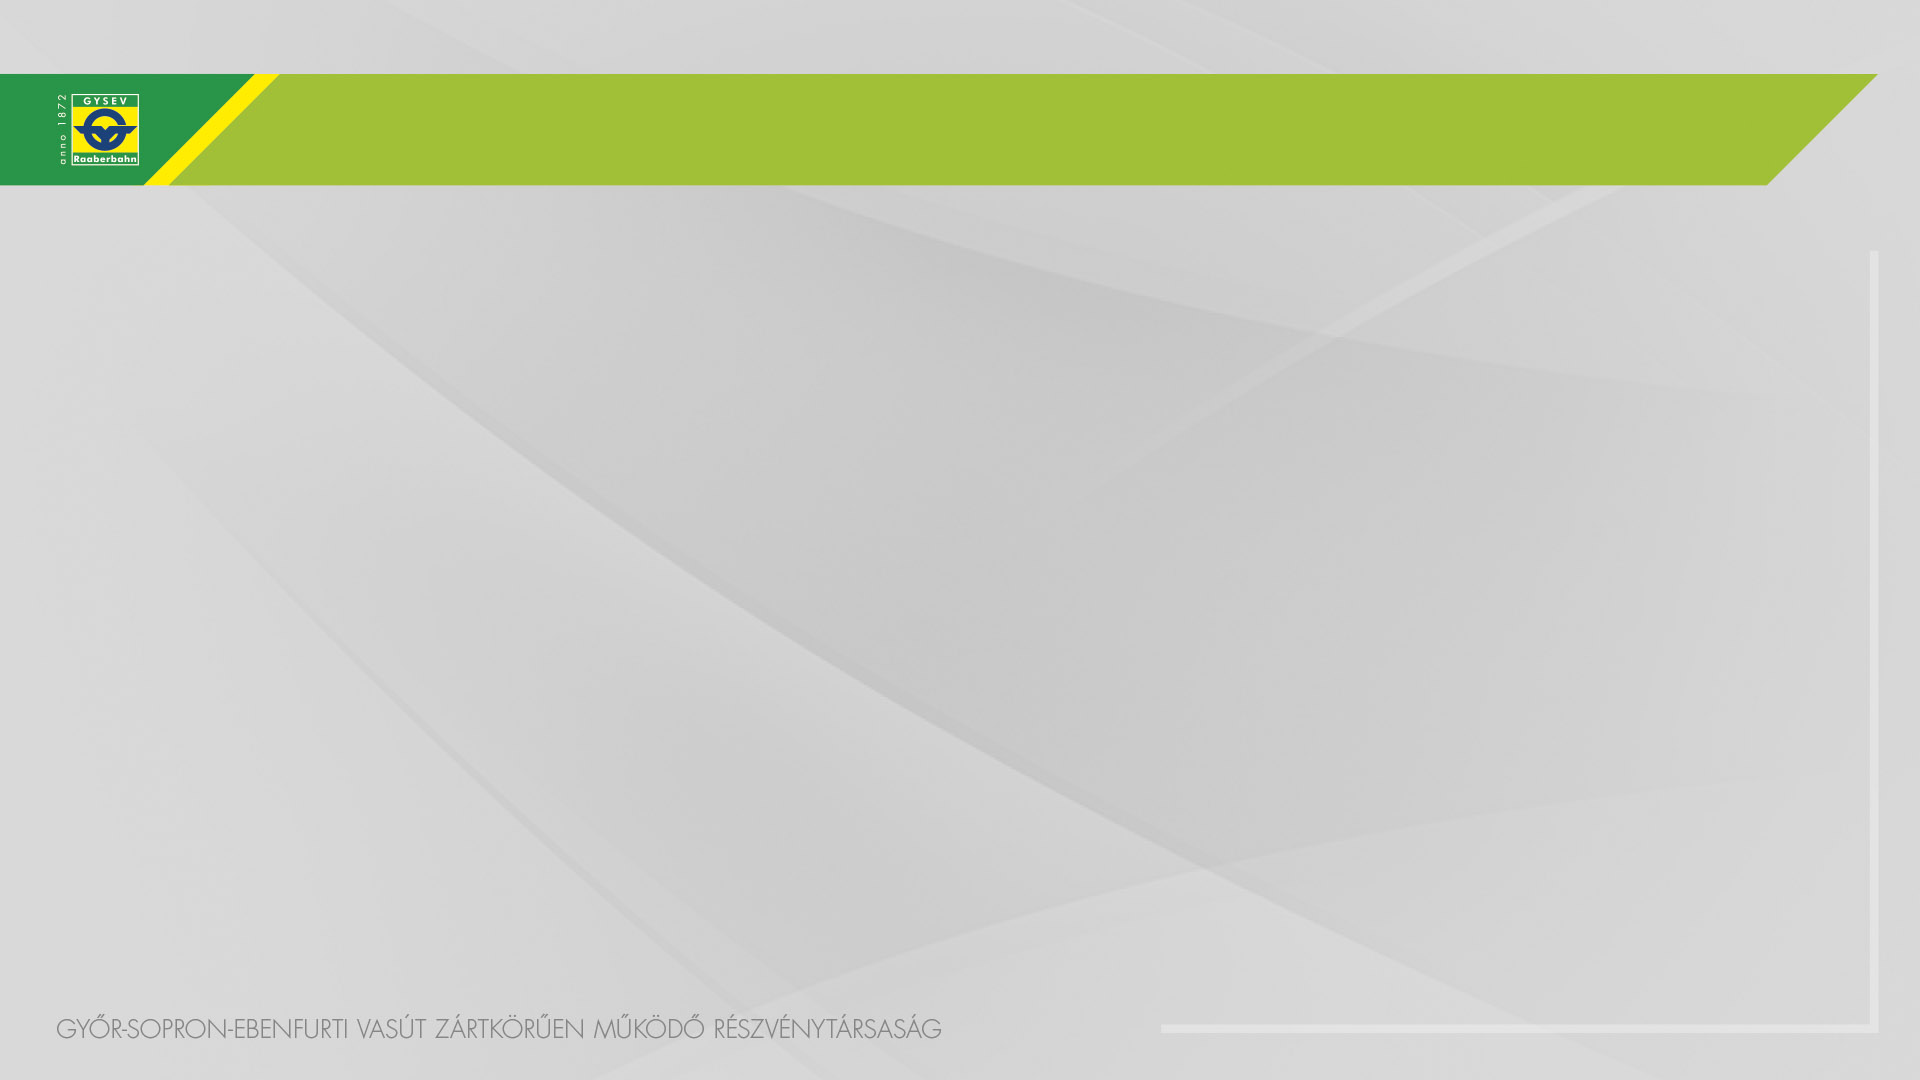 anno 1872
GYSEV
Raaberbahn
GYŐR-SOPRON-EBENFURTI VASÚT ZÁRTKÖRŰEN MŰKÖDŐ RÉSZVÉNYTÁRSASÁG